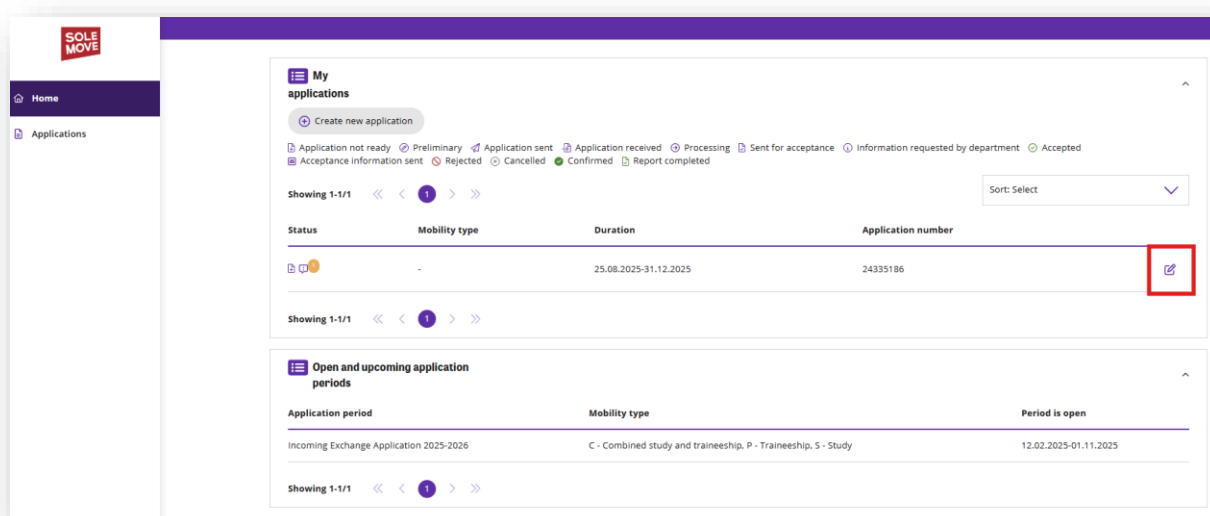 SOLE
MOVE
Home
Applications
My
applications
Create new application
Application not ready Preliminary Application sent Application received Processing Sent for acceptance Information requested by department Accepted
Acceptance information sent Rejected Cancelled Confirmed Report completed
Showing 1-1/1 1
Sort: Select
Status Mobility type Duration Application number
- 25.08.2025-31.12.2025 24335186
Showing 1-1/1 1
Open and upcoming application
periods
Application period Mobility type Period is open
Incoming Exchange Application 2025-2026 C - Combined study and traineeship, P - Traineeship, S - Study 12.02.2025-01.11.2025
Showing 1-1/1 1